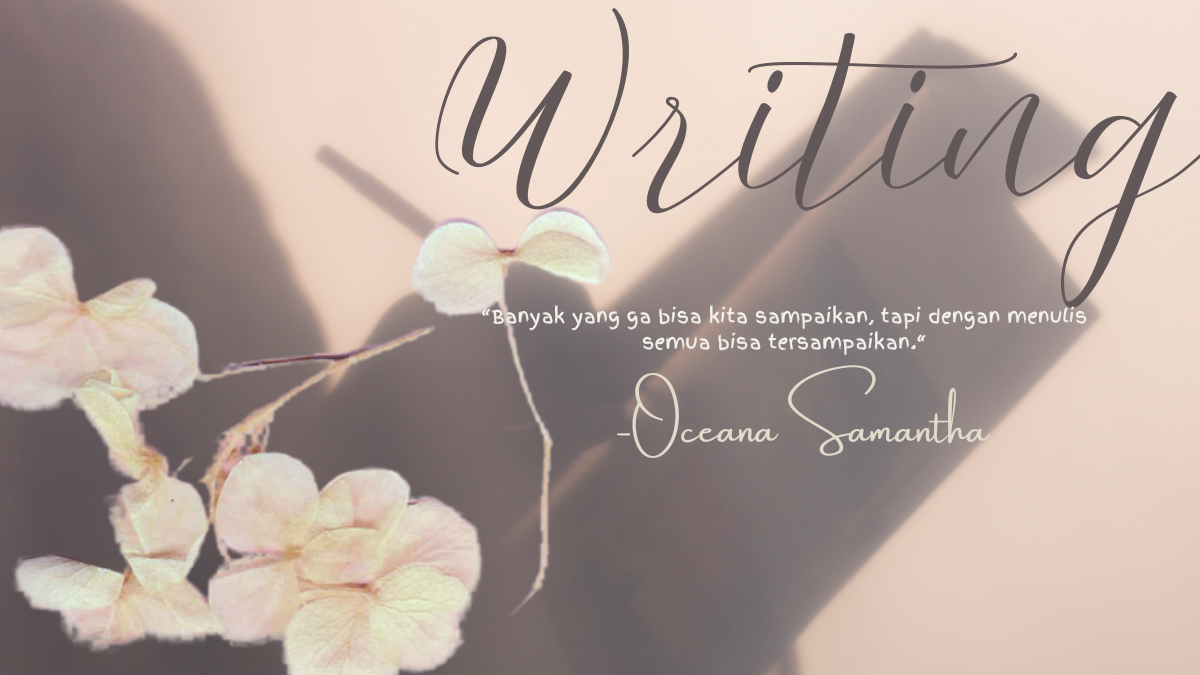 Writing
“Banyak yang ga bisa kita sampaikan, tapi dengan menulis
semua bisa tersampaikan.“
-Oceana Samantha